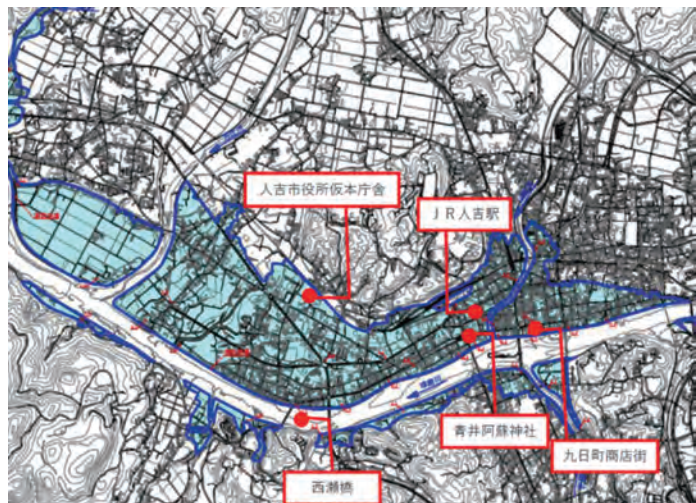 人吉市役所仮本庁舎
JR人吉駅
青井阿蘇神社
九日町商店街
西瀬橋